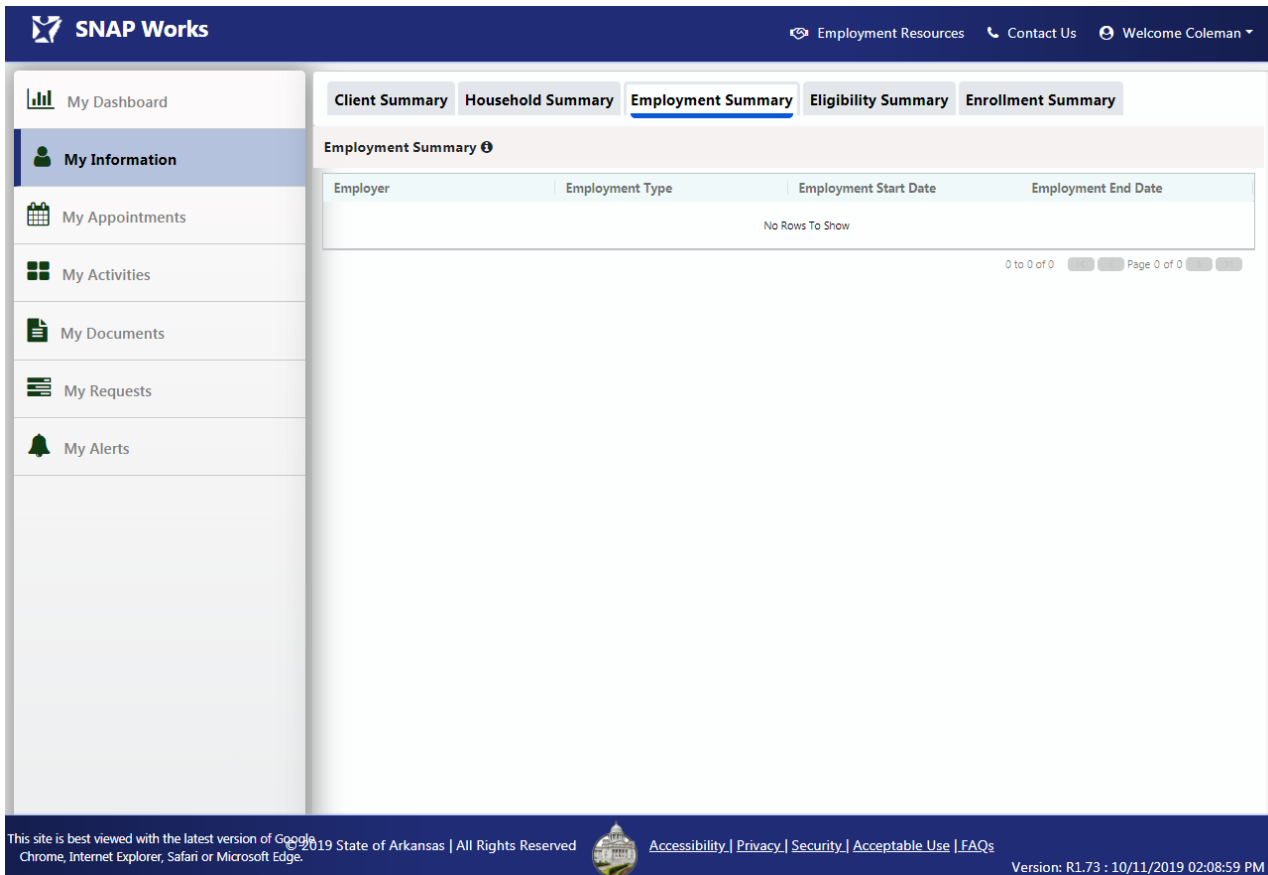 SNAP Works
Employment Resources Contact Us Welcome Coleman
My Dashboard
My Information
My Appointments
My Activities
My Documents
My Requests
My Alerts
Client Summary Household Summary Employment Summary Eligibility Summary Enrollment Summary
Employment Summary
Employer Employment Type Employment Start Date Employment End Date
No Rows To Show
0 to 0 of 0 Page 0 of 0
This site is best viewed with the latest version of Google
Chrome, Internet Explorer, Safari or Microsoft Edge.
© 2019 State of Arkansas | All Rights Reserved
Accessibility | Privacy | Security | Acceptable Use | FAQs
Version: R1.73 : 10/11/2019 02:08:59 PM